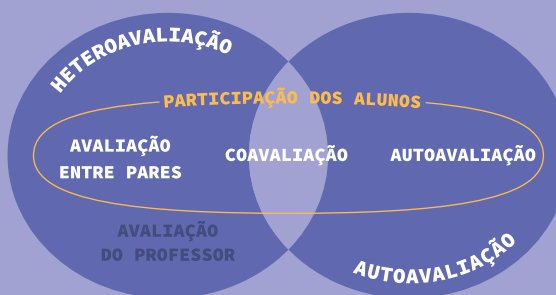 HETEROAVALIAÇÃO
PARTICIPAÇÃO DOS ALUNOS
AVALIAÇÃO
ENTRE PARES
COAVALIAÇÃO
AUTOAVALIAÇÃO
AVALIAÇÃO
DO PROFESSOR
AUTOAVALIAÇÃO